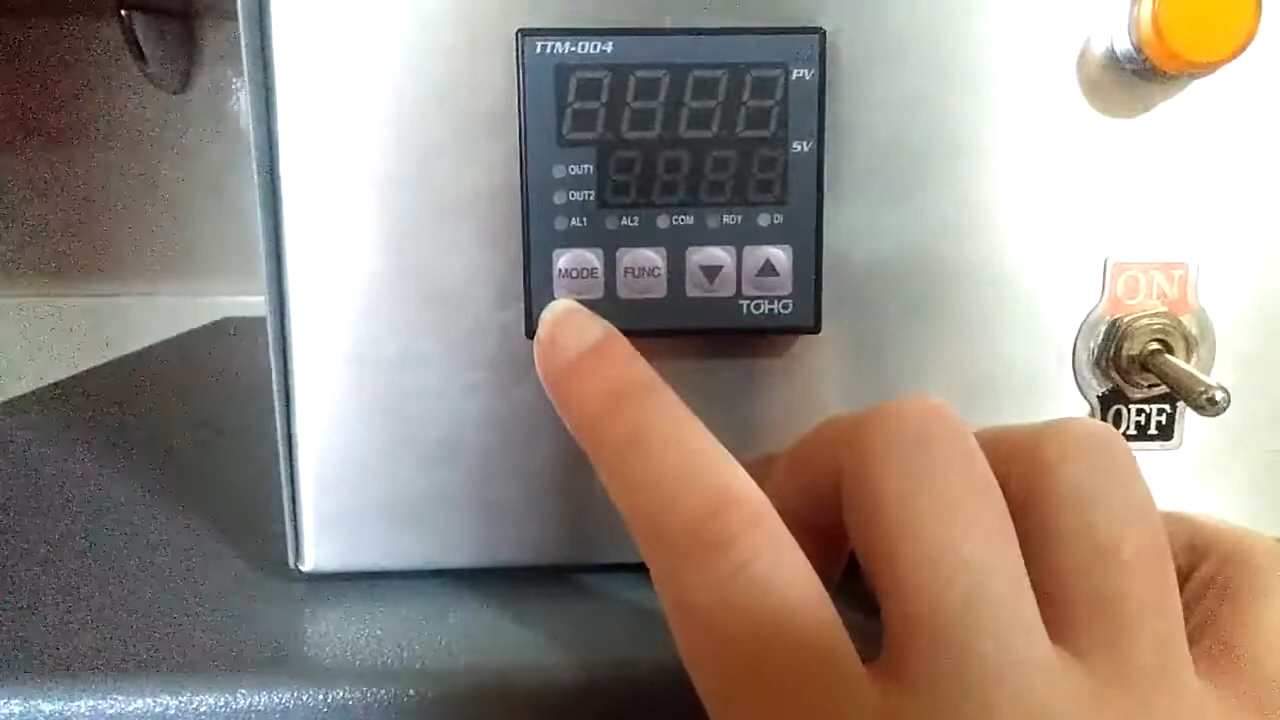 TTM-004
PV
SV
OUT1
OUT2
AL1 AL2 COM RDY DI
MODE FUNC
TOHO
ON
OFF